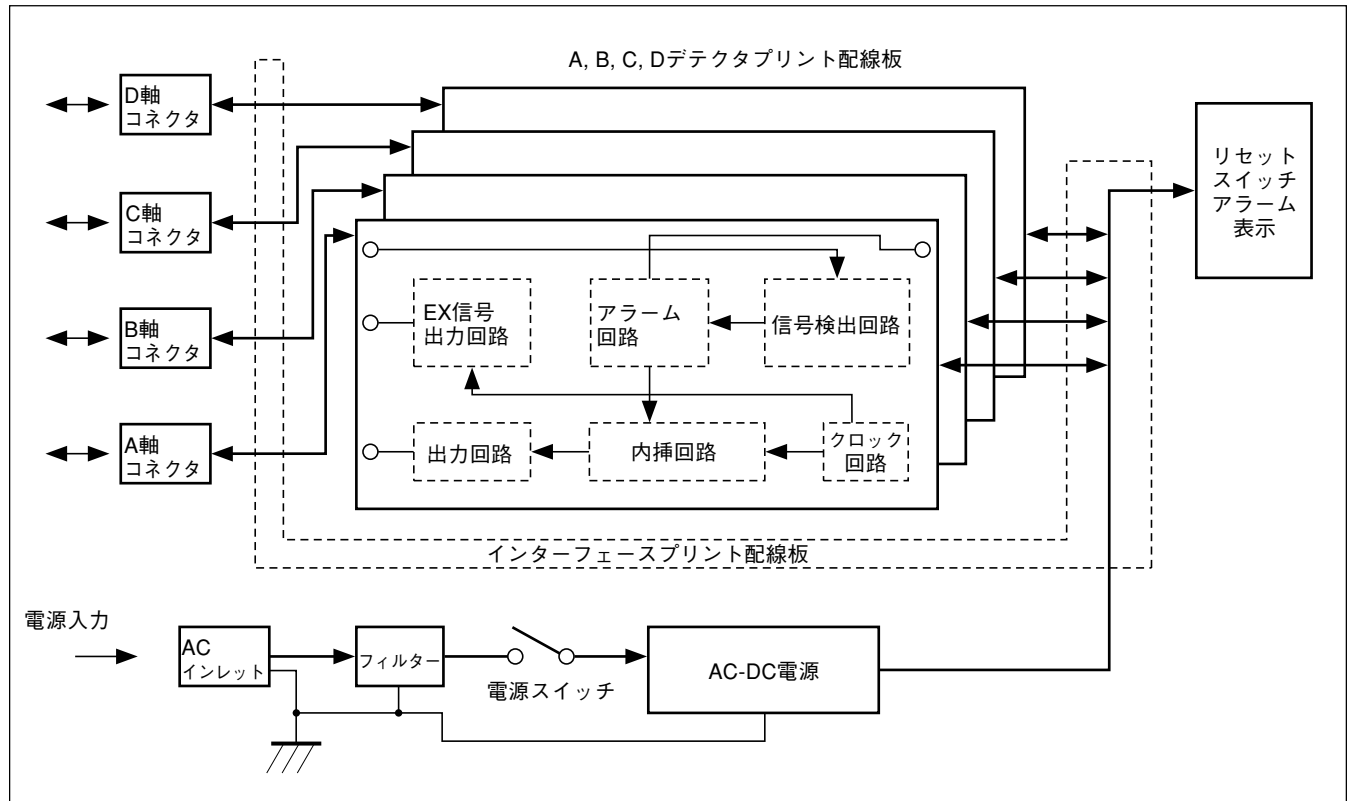 A, B, C, Dデテクタプリント配線板
D軸
コネクタ
C軸
コネクタ
B軸
コネクタ
A軸
コネクタ
リセット
スイッチ
アラーム
表示
EX信号
出力回路
アラーム
回路
信号検出回路
出力回路
内挿回路
クロック
回路
インターフェースプリント配線板
電源入力
AC
インレット
フィルター
電源スイッチ
AC-DC電源